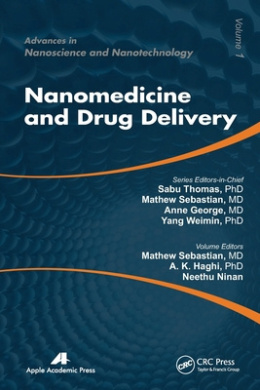 Advances in
Nanoscience and Nanotechnology
Volume 1
Nanomedicine
and Drug Delivery
Series Editors-in-Chief
Sabu Thomas, PhD
Mathew Sebastian, MD
Anne George, MD
Yang Weimin, PhD
Volume Editors
Mathew Sebastian, MD
A. K. Haghi, PhD
Neethu Ninan
Apple Academic Press
CRC Press
Taylor & Francis Group